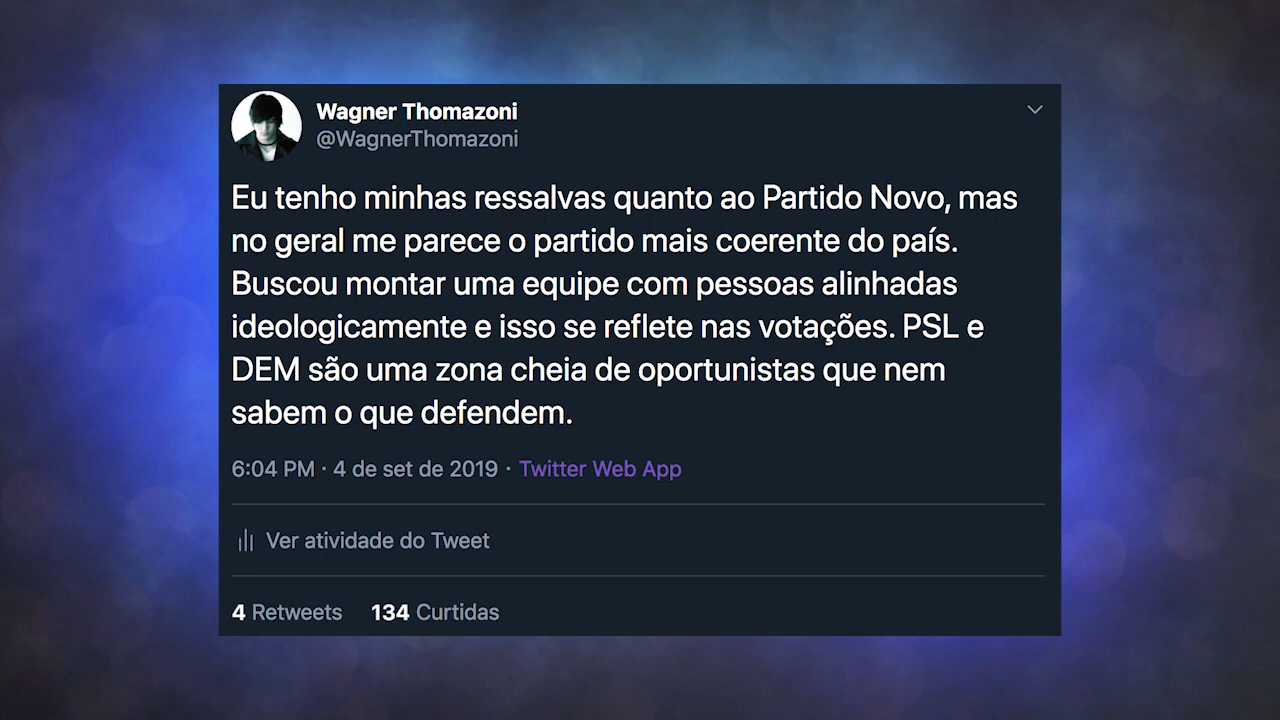 Wagner Thomazoni
@WagnerThomazoni
Eu tenho minhas ressalvas quanto ao Partido Novo, mas
no geral me parece o partido mais coerente do país.
Buscou montar uma equipe com pessoas alinhadas
ideologicamente e isso se reflete nas votações. PSL e
DEM são uma zona cheia de oportunistas que nem
sabem o que defendem.
6:04 PM · 4 de set de 2019 · Twitter Web App
Ver atividade do Tweet
4 Retweets 134 Curtidas